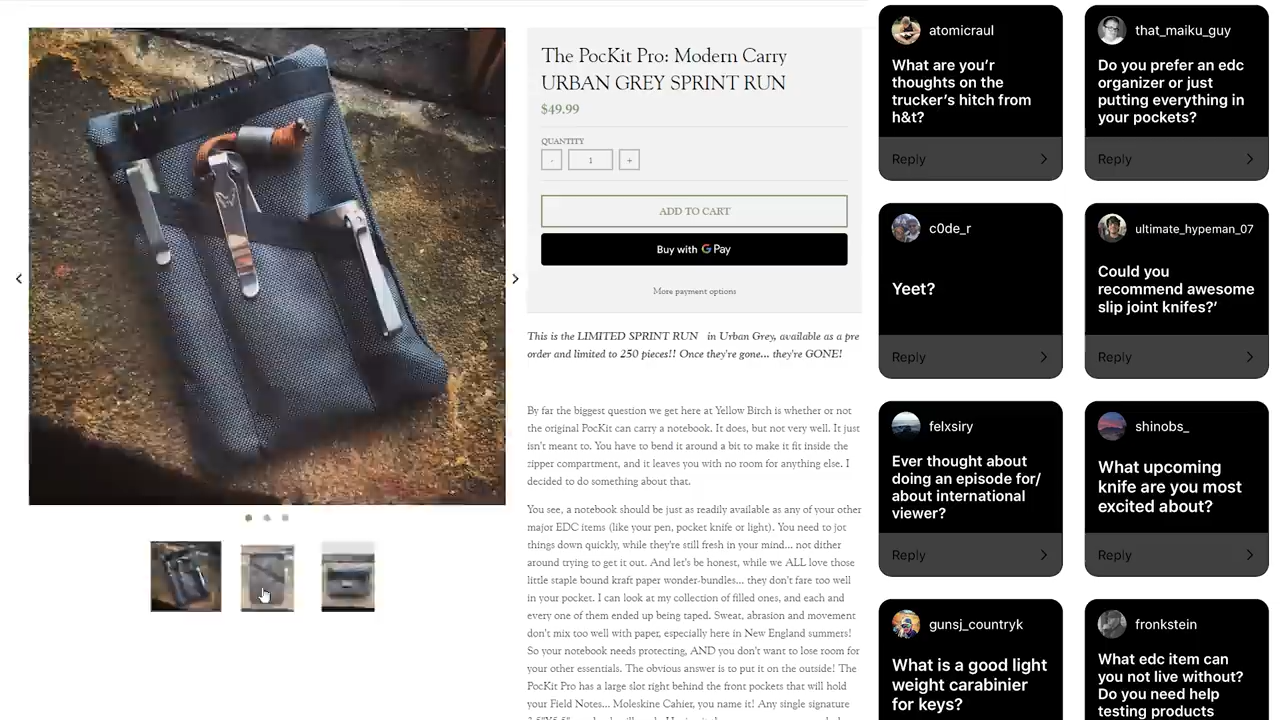 The PocKit Pro: Modern Carry
URBAN GREY SPRINT RUN
$49.99
QUANTITY
- 1 +
ADD TO CART
Buy with G Pay
More payment options
This is the LIMITED SPRINT RUN in Urban Grey, available as a pre
order and limited to 250 pieces!! Once they're gone... they're GONE!
By far the biggest question we get here at Yellow Birch is whether or not
the original PocKit can carry a notebook. It does, but not very well. It just
isn't meant to. You have to bend it around a bit to make it fit inside the
zipper compartment, and it leaves you with no room for anything else. I
decided to do something about that.
You see, a notebook should be just as readily available as any of your other
major EDC items (like your pen, pocket knife or light). You need to jot
things down quickly, while they're still fresh in your mind... not dither
around trying to get it out. And let's be honest, while we ALL love those
little staple bound kraft paper wonder-bundles... they don't fare too well
in your pocket. I can look at my collection of filled ones, and each and
every one of them ended up being taped. Sweat, abrasion and movement
don't mix too well with paper, especially here in New England summers!
So your notebook needs protecting, AND you don't want to lose room for
your other essentials. The obvious answer is to put it on the outside! The
PocKit Pro has a large slot right behind the front pockets that will hold
your Field Notes... Moleskine Cahier, you name it! Any single signature
atomicraul
What are you'r
thoughts on the
trucker's hitch from
h&t?
Reply
that_maiku_guy
Do you prefer an edc
organizer or just
putting everything in
your pockets?
Reply
c0de_r
Yeet?
Reply
ultimate_hypeman_07
Could you
recommend awesome
slip joint knifes?'
Reply
felxsiry
Ever thought about
doing an episode for/
about international
viewer?
Reply
shinobs_
What upcoming
knife are you most
excited about?
Reply
gunsj_countryk
What is a good light
weight carabinier
for keys?
fronkstein
What edc item can
you not live without?
Do you need help
testing products